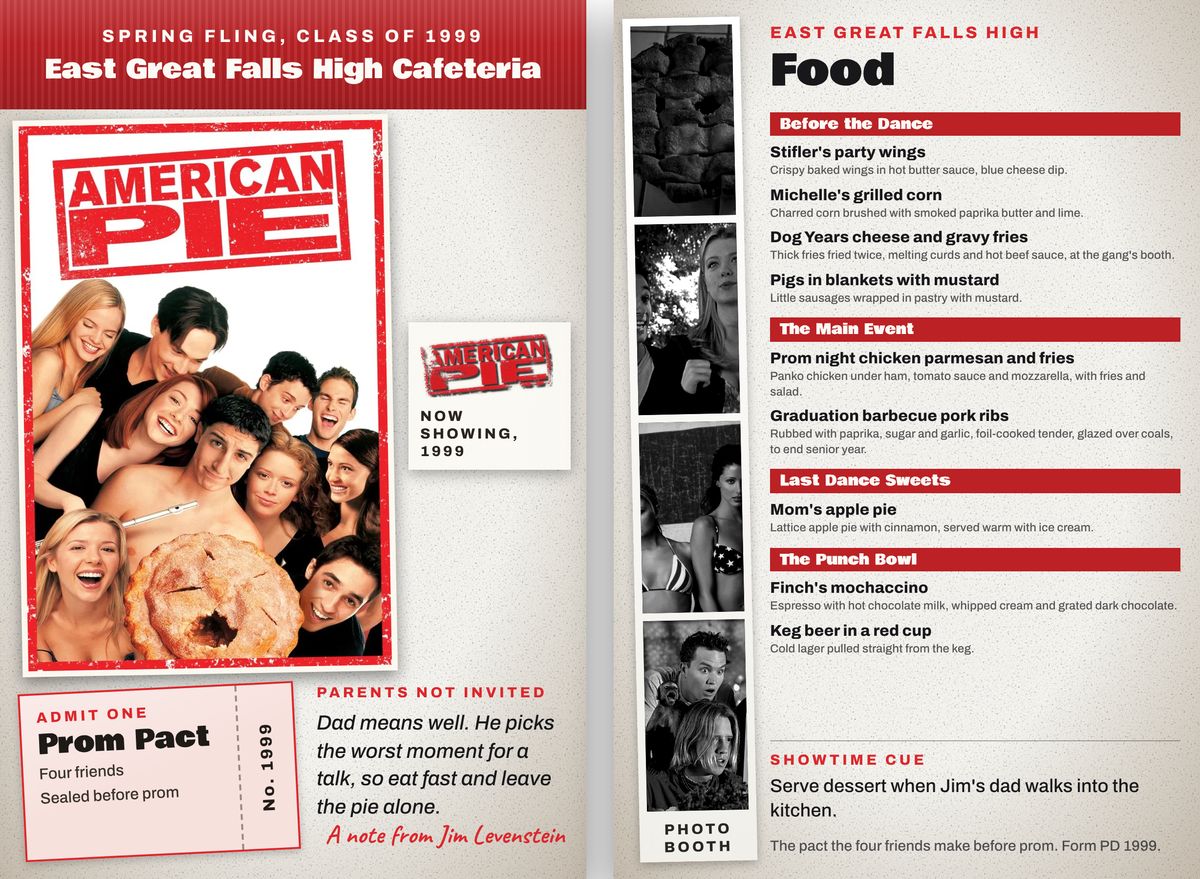 SPRING FLING, CLASS OF 1999
East Great Falls High Cafeteria
AMERICAN
PIE
AMERICAN
PIE
NOW
SHOWING,
1999
ADMIT ONE
Prom Pact
Four friends
Sealed before prom
No. 1999
PARENTS NOT INVITED
Dad means well. He picks
the worst moment for a
talk, so eat fast and leave
the pie alone.
A note from Jim Levenstein
PHOTO
BOOTH
EAST GREAT FALLS HIGH
Food
Before the Dance
Stifler's party wings
Crispy baked wings in hot butter sauce, blue cheese dip.
Michelle's grilled corn
Charred corn brushed with smoked paprika butter and lime.
Dog Years cheese and gravy fries
Thick fries fried twice, melting curds and hot beef sauce, at the gang's booth.
Pigs in blankets with mustard
Little sausages wrapped in pastry with mustard.
The Main Event
Prom night chicken parmesan and fries
Panko chicken under ham, tomato sauce and mozzarella, with fries and
salad.
Graduation barbecue pork ribs
Rubbed with paprika, sugar and garlic, foil-cooked tender, glazed over coals,
to end senior year.
Last Dance Sweets
Mom's apple pie
Lattice apple pie with cinnamon, served warm with ice cream.
The Punch Bowl
Finch's mochaccino
Espresso with hot chocolate milk, whipped cream and grated dark chocolate.
Keg beer in a red cup
Cold lager pulled straight from the keg.
SHOWTIME CUE
Serve dessert when Jim's dad walks into the
kitchen.
The pact the four friends make before prom. Form PD 1999.